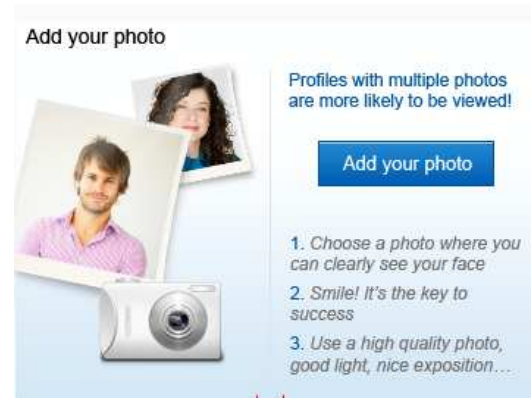 Add your photo
Profiles with multiple photos
are more likely to be viewed!
Add your photo
1. Choose a photo where you
can clearly see your face
2. Smile! It's the key to
success
3. Use a high quality photo,
good light, nice exposition...